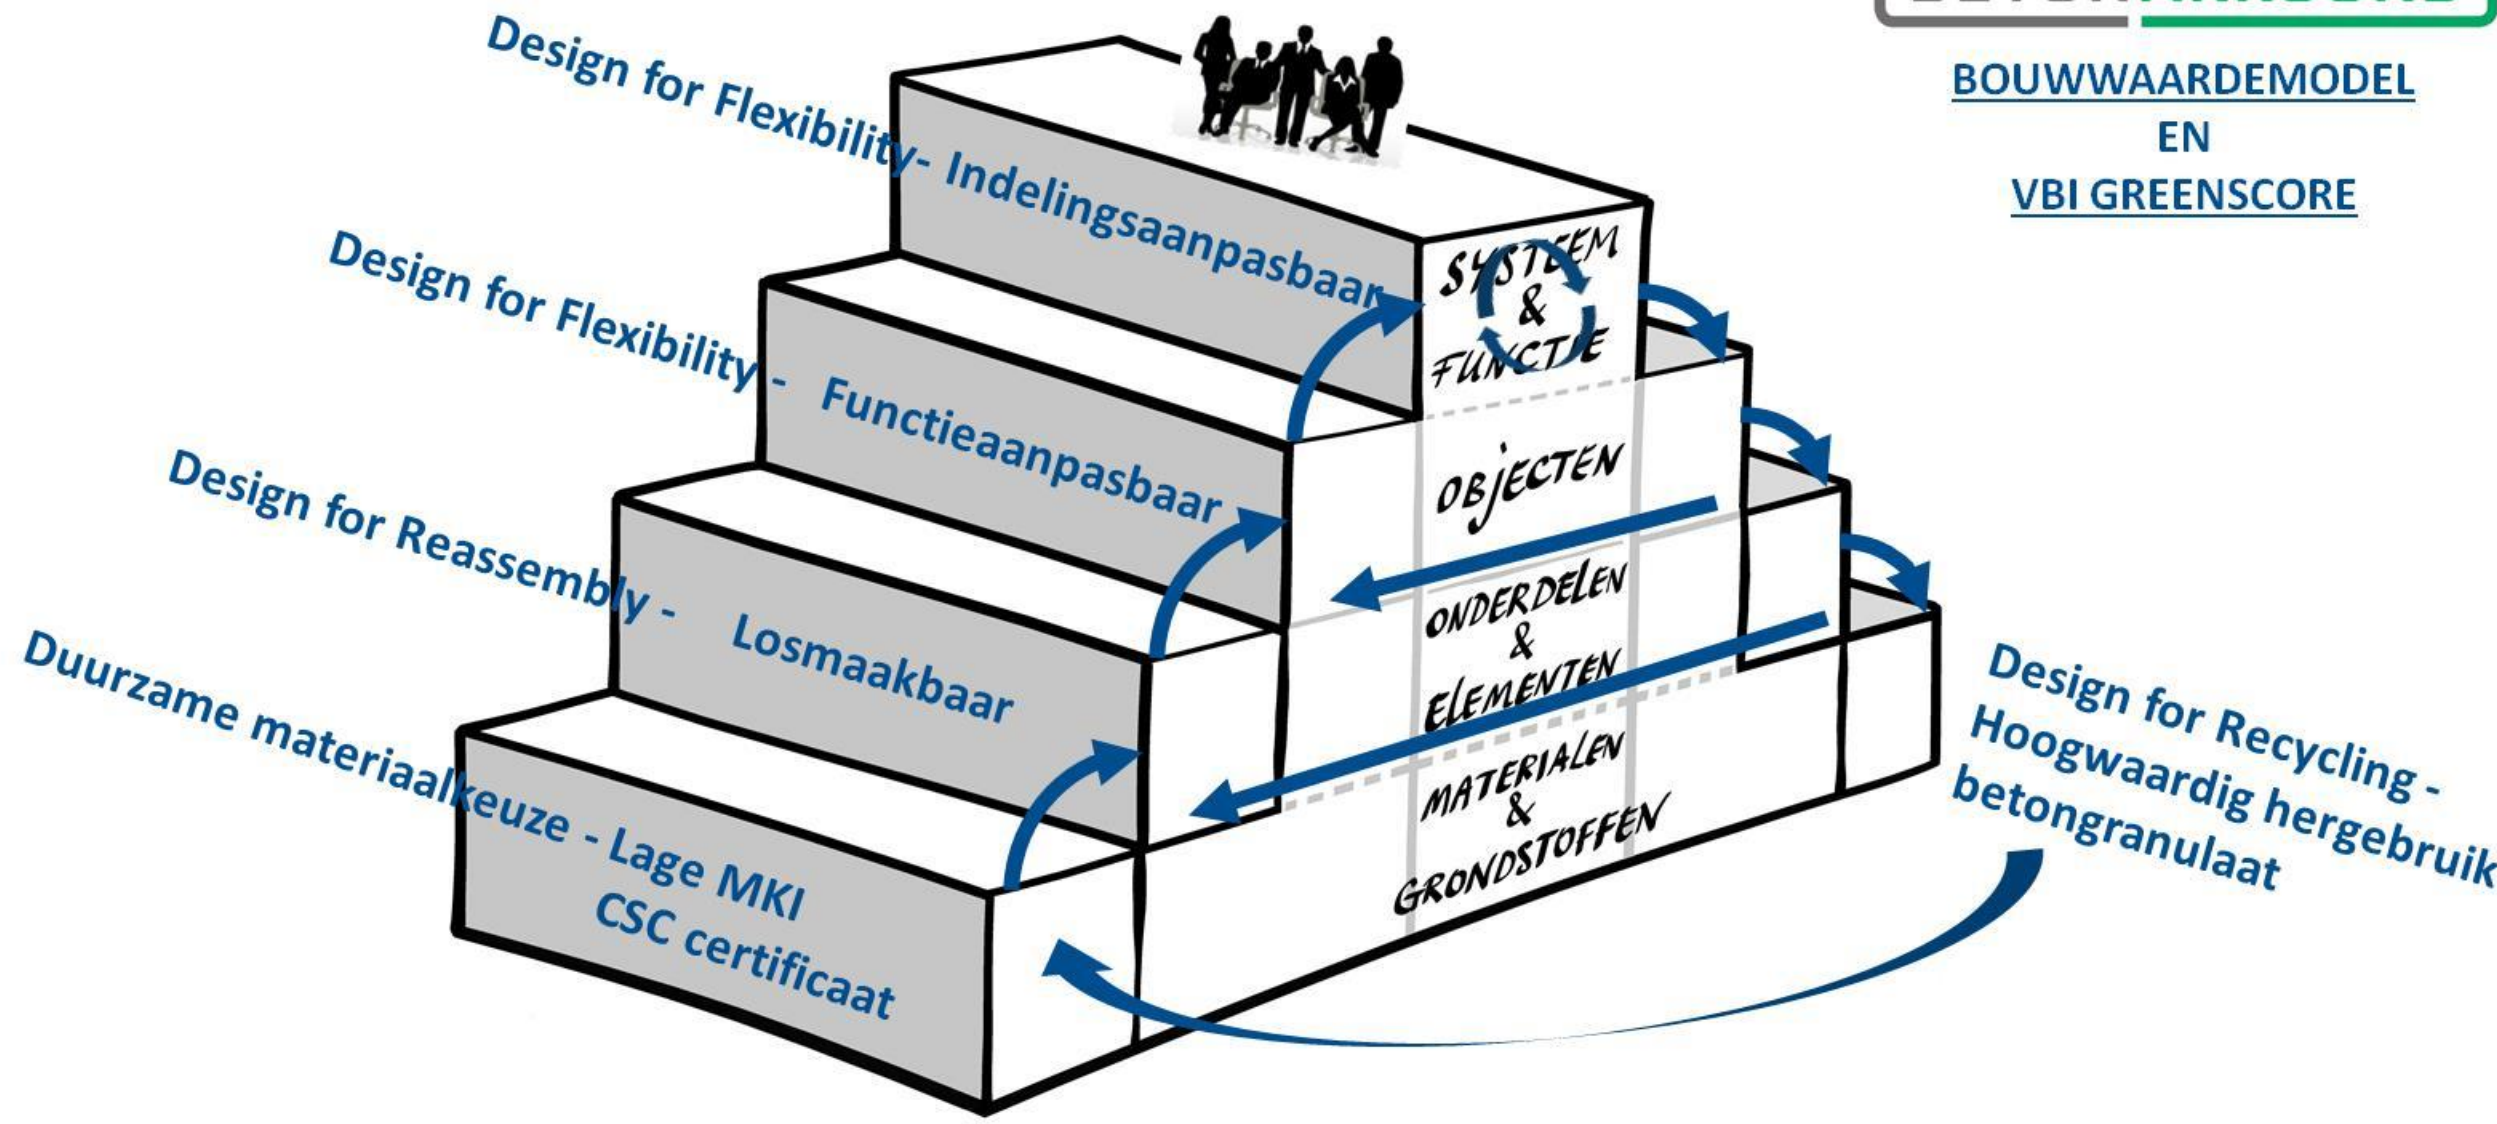 BOUWWAARDEMODEL
EN
VBI GREENSCORE
Design for Flexibility- Indelingsaanpasbaar
Design for Flexibility - Functieaanpasbaar
Design for Reassembly - Losmaakbaar
Duurzame materiaalkeuze - Lage MKI
CSC certificaat
SYSTEEM
&
FUNCTIE
OBJECTEN
ONDERDELEN
&
ELEMENTEN
MATERIALEN
&
GRONDSTOFFEN
Design for Recycling -
Hoogwaardig hergebruik
betongranulaat